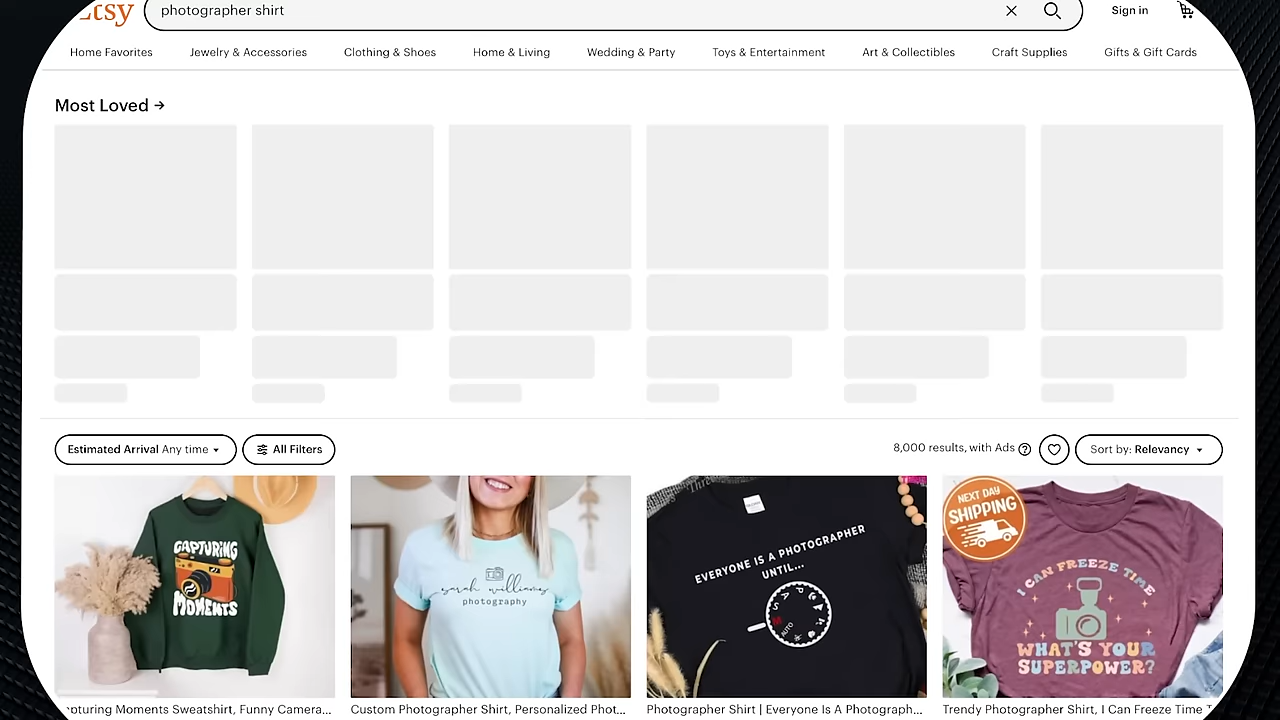 photographer shirt
Sign in
Home Favorites
Jewelry & Accessories
Clothing & Shoes
Home & Living
Wedding & Party
Toys & Entertainment
Art & Collectibles
Craft Supplies
Gifts & Gift Cards
Most Loved →
Estimated Arrival Any time
All Filters
8,000 results, with Ads
Sort by: Relevancy
CAPTURING
MOMENTS
sarah williams
photography
EVERYONE IS A PHOTOGRAPHER
UNTIL...
AUTO
NEXT DAY
SHIPPING
I CAN FREEZE TIME
WHAT'S YOUR
SUPERPOWER?
pturing Moments Sweatshirt, Funny Camera...
Custom Photographer Shirt, Personalized Phot...
Photographer Shirt | Everyone Is A Photograph...
Trendy Photographer Shirt, I Can Freeze Time